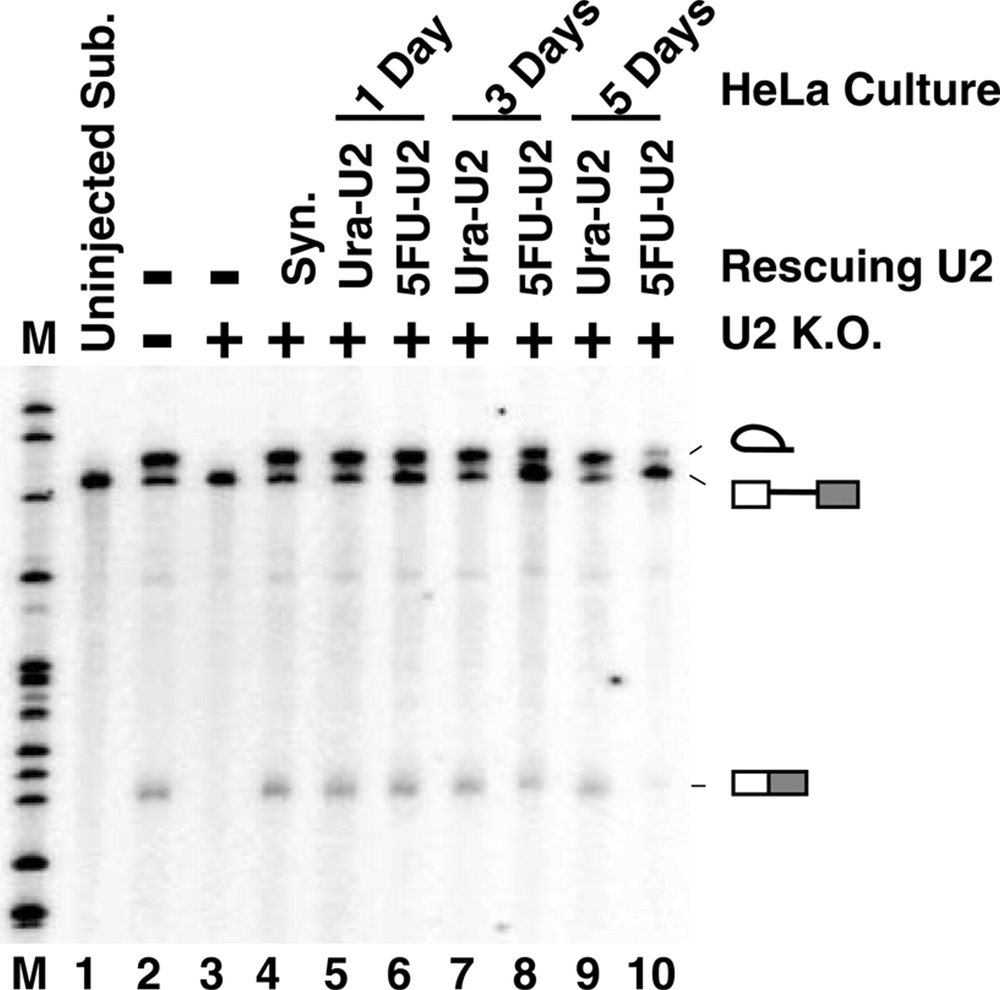 1 Day 3 Days 5 Days HeLa Culture
Uninjected Sub. - - Syn. Ura-U2 5FU-U2 Ura-U2 5FU-U2 Ura-U2 5FU-U2 Rescuing U2
M - + + + + + + + + U2 K.O.
M 1 2 3 4 5 6 7 8 9 10